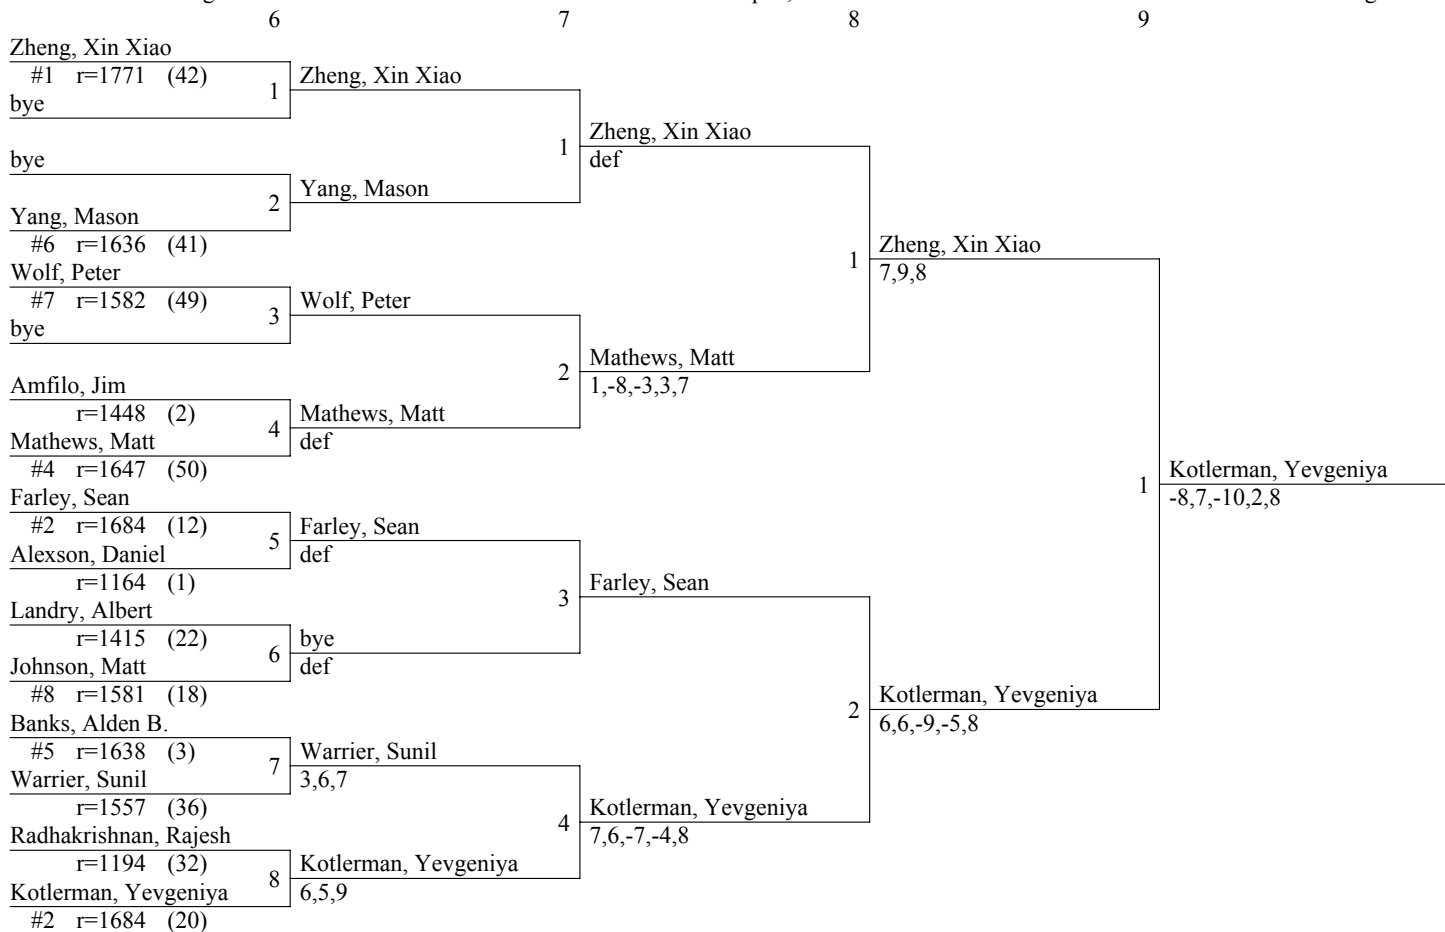 6 7 8 9
Zheng, Xin Xiao
#1 r=1771 (42)
1
Zheng, Xin Xiao
bye
1
Zheng, Xin Xiao
def
bye
2
Yang, Mason
Yang, Mason
#6 r=1636 (41)
1
Zheng, Xin Xiao
7,9,8
Wolf, Peter
#7 r=1582 (49)
3
Wolf, Peter
bye
2
Mathews, Matt
1,-8,-3,3,7
Amfilo, Jim
r=1448 (2)
4
Mathews, Matt
def
Mathews, Matt
#4 r=1647 (50)
1
Kotlerman, Yevgeniya
-8,7,-10,2,8
Farley, Sean
#2 r=1684 (12)
5
Farley, Sean
def
Alexson, Daniel
r=1164 (1)
3
Farley, Sean
Landry, Albert
r=1415 (22)
6
bye
def
Johnson, Matt
#8 r=1581 (18)
2
Kotlerman, Yevgeniya
6,6,-9,-5,8
Banks, Alden B.
#5 r=1638 (3)
7
Warrier, Sunil
3,6,7
Warrier, Sunil
r=1557 (36)
4
Kotlerman, Yevgeniya
7,6,-7,-4,8
Radhakrishnan, Rajesh
r=1194 (32)
8
Kotlerman, Yevgeniya
6,5,9
Kotlerman, Yevgeniya
#2 r=1684 (20)